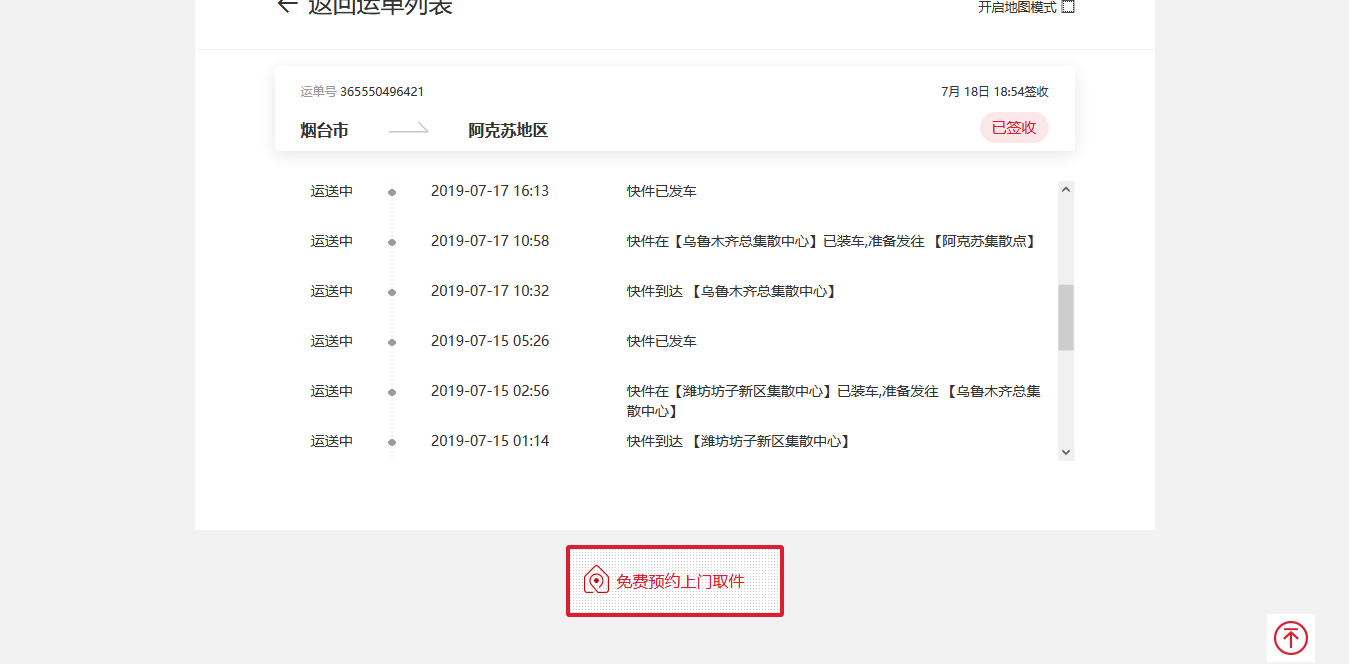 返回运单列表
开启地图模式
运单号 365550496421
7月 18日 18:54签收
烟台市
阿克苏地区
已签收
运送中 2019-07-17 16:13 快件已发车
运送中 2019-07-17 10:58 快件在【乌鲁木齐总集散中心】已装车,准备发往 【阿克苏集散点】
运送中 2019-07-17 10:32 快件到达 【乌鲁木齐总集散中心】
运送中 2019-07-15 05:26 快件已发车
运送中 2019-07-15 02:56 快件在【潍坊坊子新区集散中心】已装车,准备发往 【乌鲁木齐总集
散中心】
运送中 2019-07-15 01:14 快件到达 【潍坊坊子新区集散中心】
免费预约上门取件